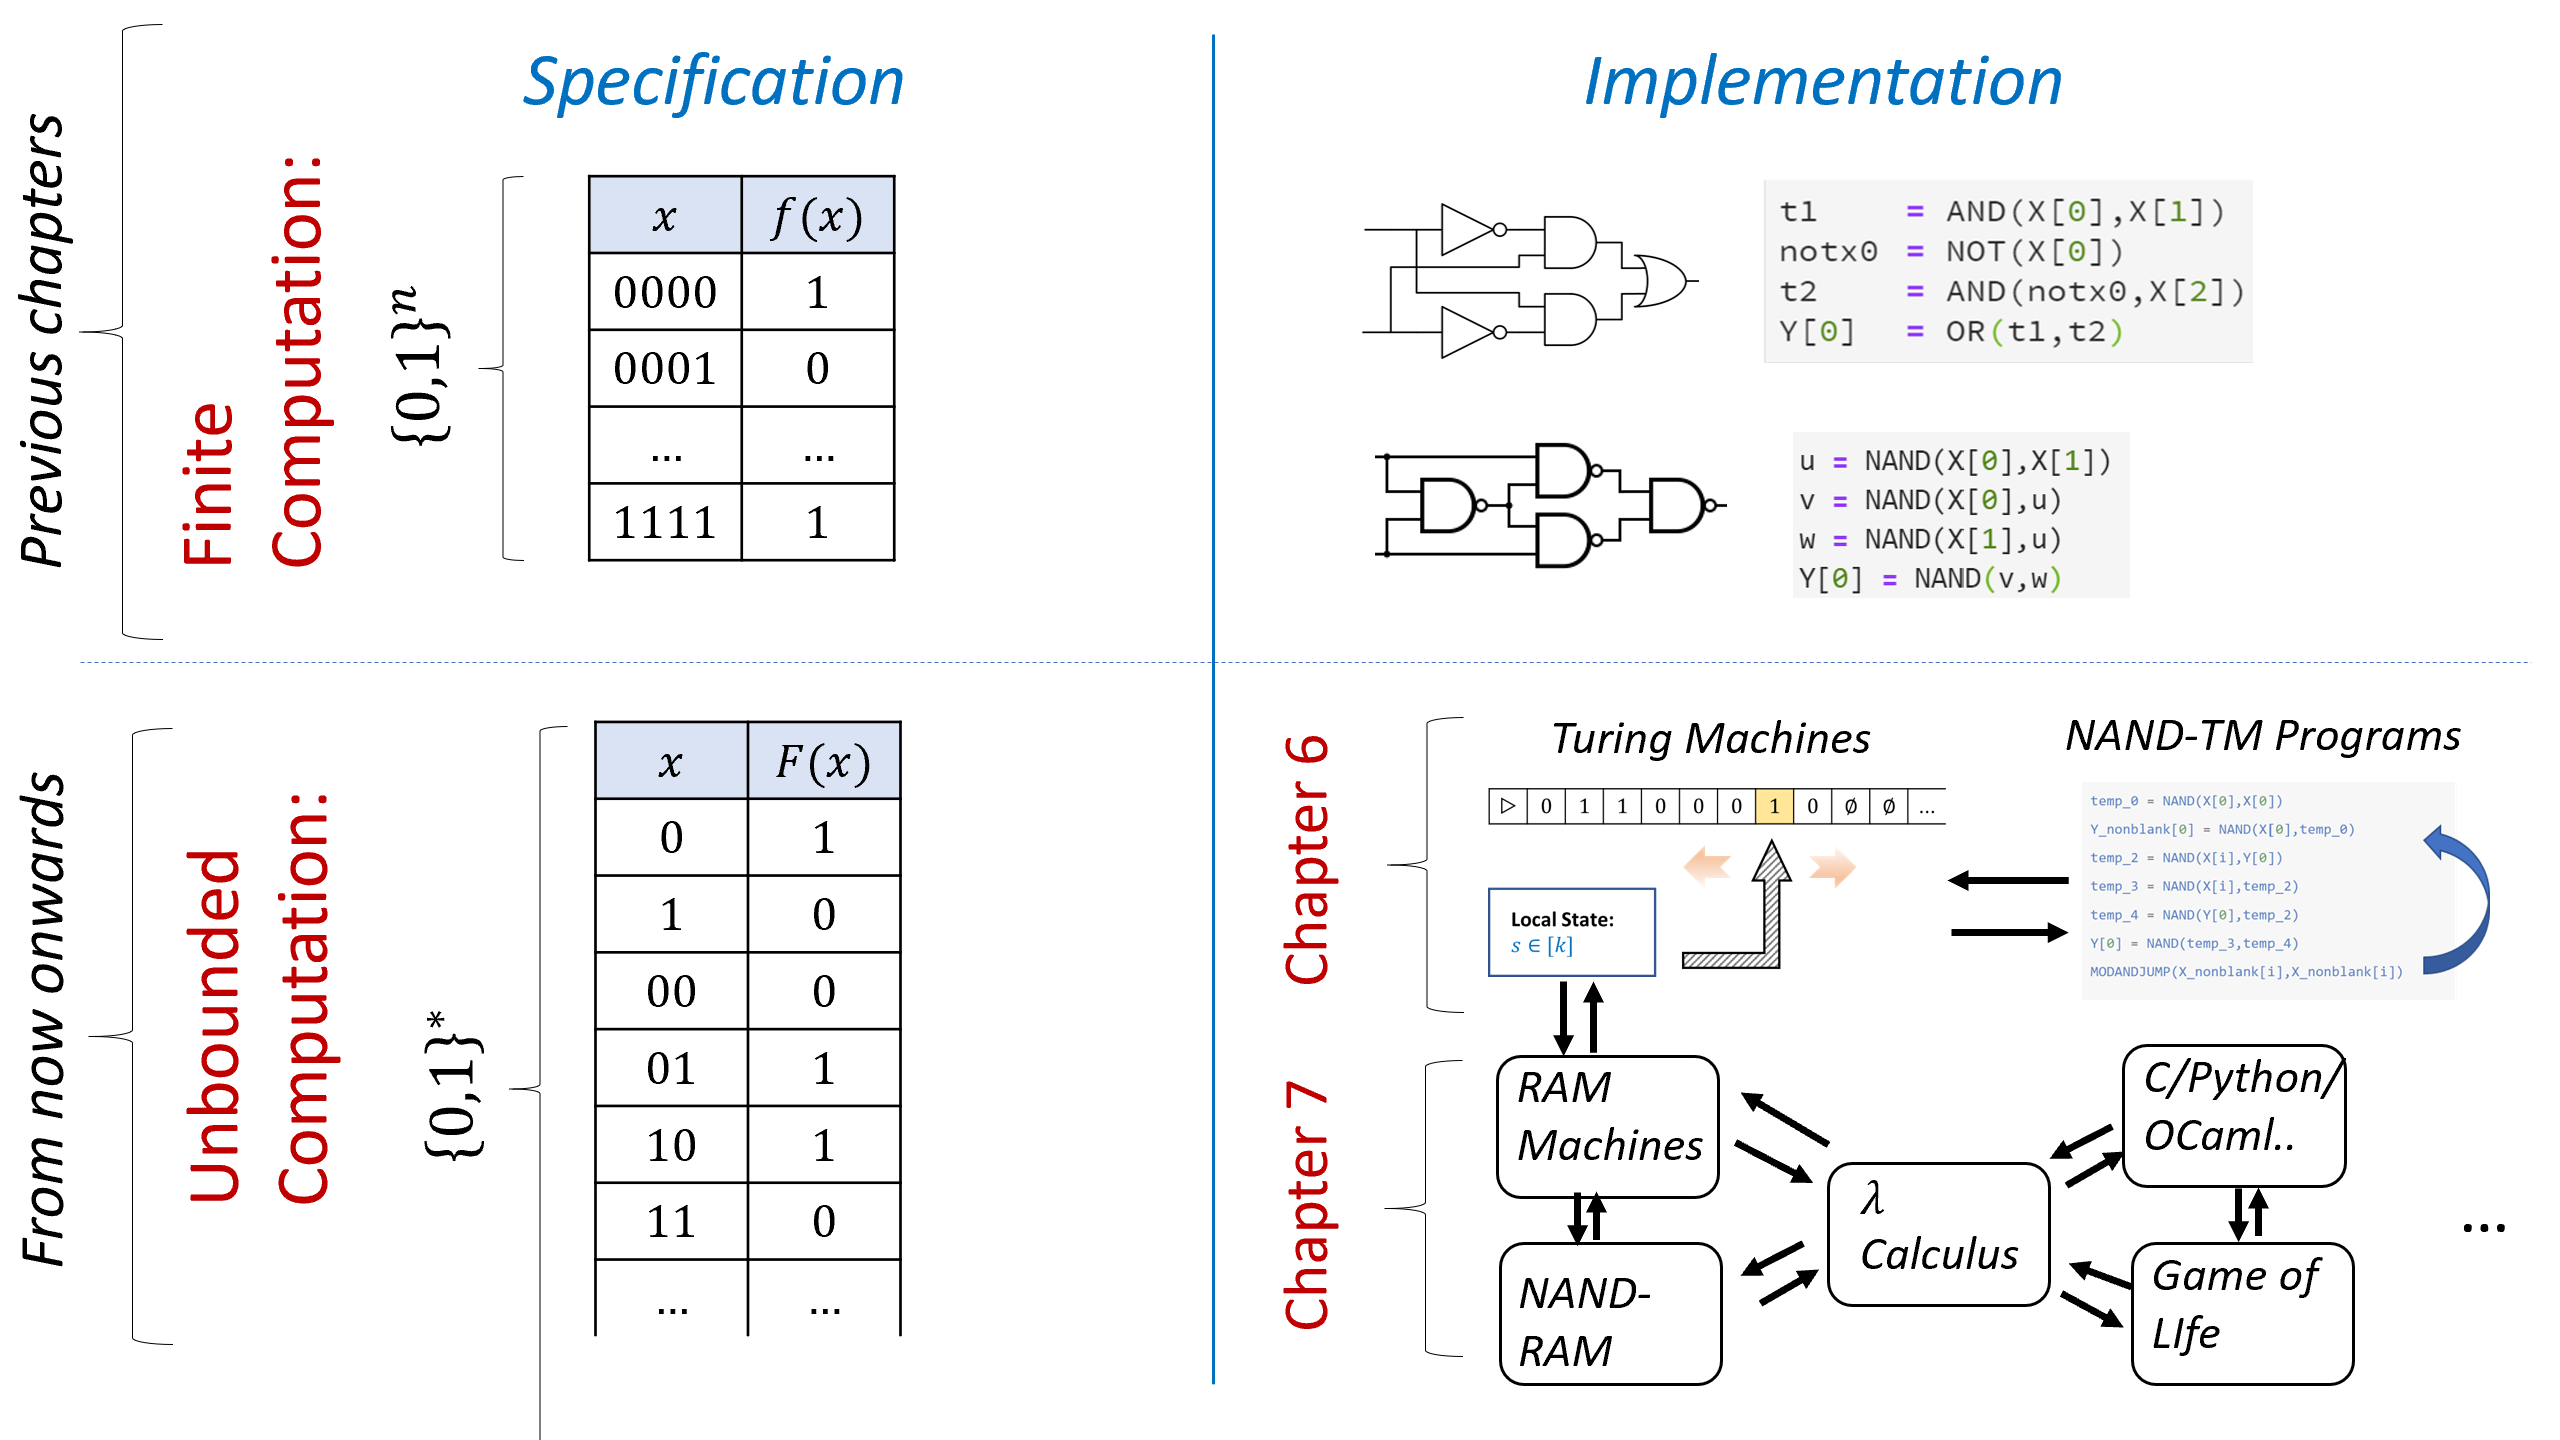 Specification
Implementation
Previous chapters
Finite
Computation:
{0,1}ⁿ
x f(x)
0000 1
0001 0
... ...
1111 1
t1 = AND(X[0],X[1])
notx0 = NOT(X[0])
t2 = AND(notx0,X[2])
Y[0] = OR(t1,t2)
u = NAND(X[0],X[1])
v = NAND(X[0],u)
w = NAND(X[1],u)
Y[0] = NAND(v,w)
From now onwards
Unbounded
Computation:
{0,1}*
x F(x)
0 1
1 0
00 0
01 1
10 1
11 0
... ...
Chapter 6
Turing Machines
▷ 0 1 1 0 0 0 1 0 ∅ ∅ ...
Local State:
s ∈ [k]
NAND-TM Programs
temp_0 = NAND(X[0],X[0])
Y_nonblank[0] = NAND(X[0],temp_0)
temp_2 = NAND(X[i],Y[0])
temp_3 = NAND(X[i],temp_2)
temp_4 = NAND(Y[0],temp_2)
Y[0] = NAND(temp_3,temp_4)
MODANDJUMP(X_nonblank[i],X_nonblank[i])
Chapter 7
RAM
Machines
NAND-
RAM
λ
Calculus
C/Python/
OCaml..
Game of
LIfe
...